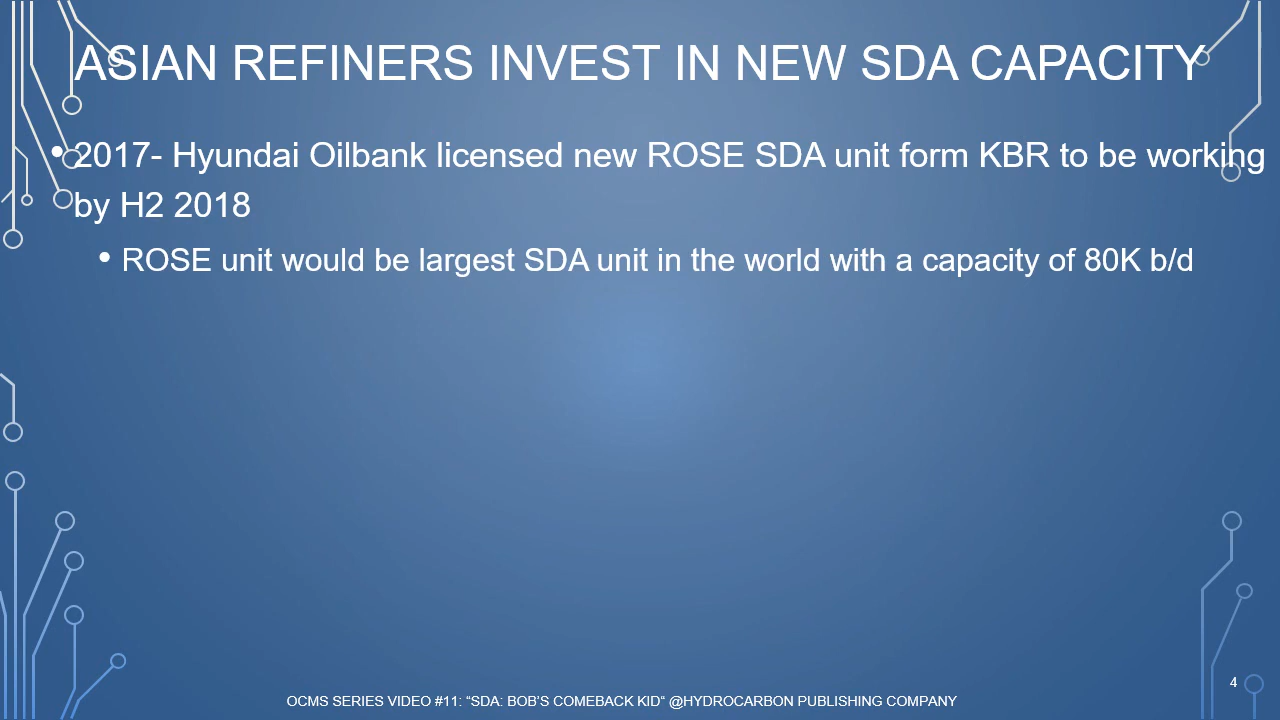 ASIAN REFINERS INVEST IN NEW SDA CAPACITY
• 2017- Hyundai Oilbank licensed new ROSE SDA unit form KBR to be working
by H2 2018
• ROSE unit would be largest SDA unit in the world with a capacity of 80K b/d
4
OCMS SERIES VIDEO #11: “SDA: BOB’S COMEBACK KID“ @HYDROCARBON PUBLISHING COMPANY